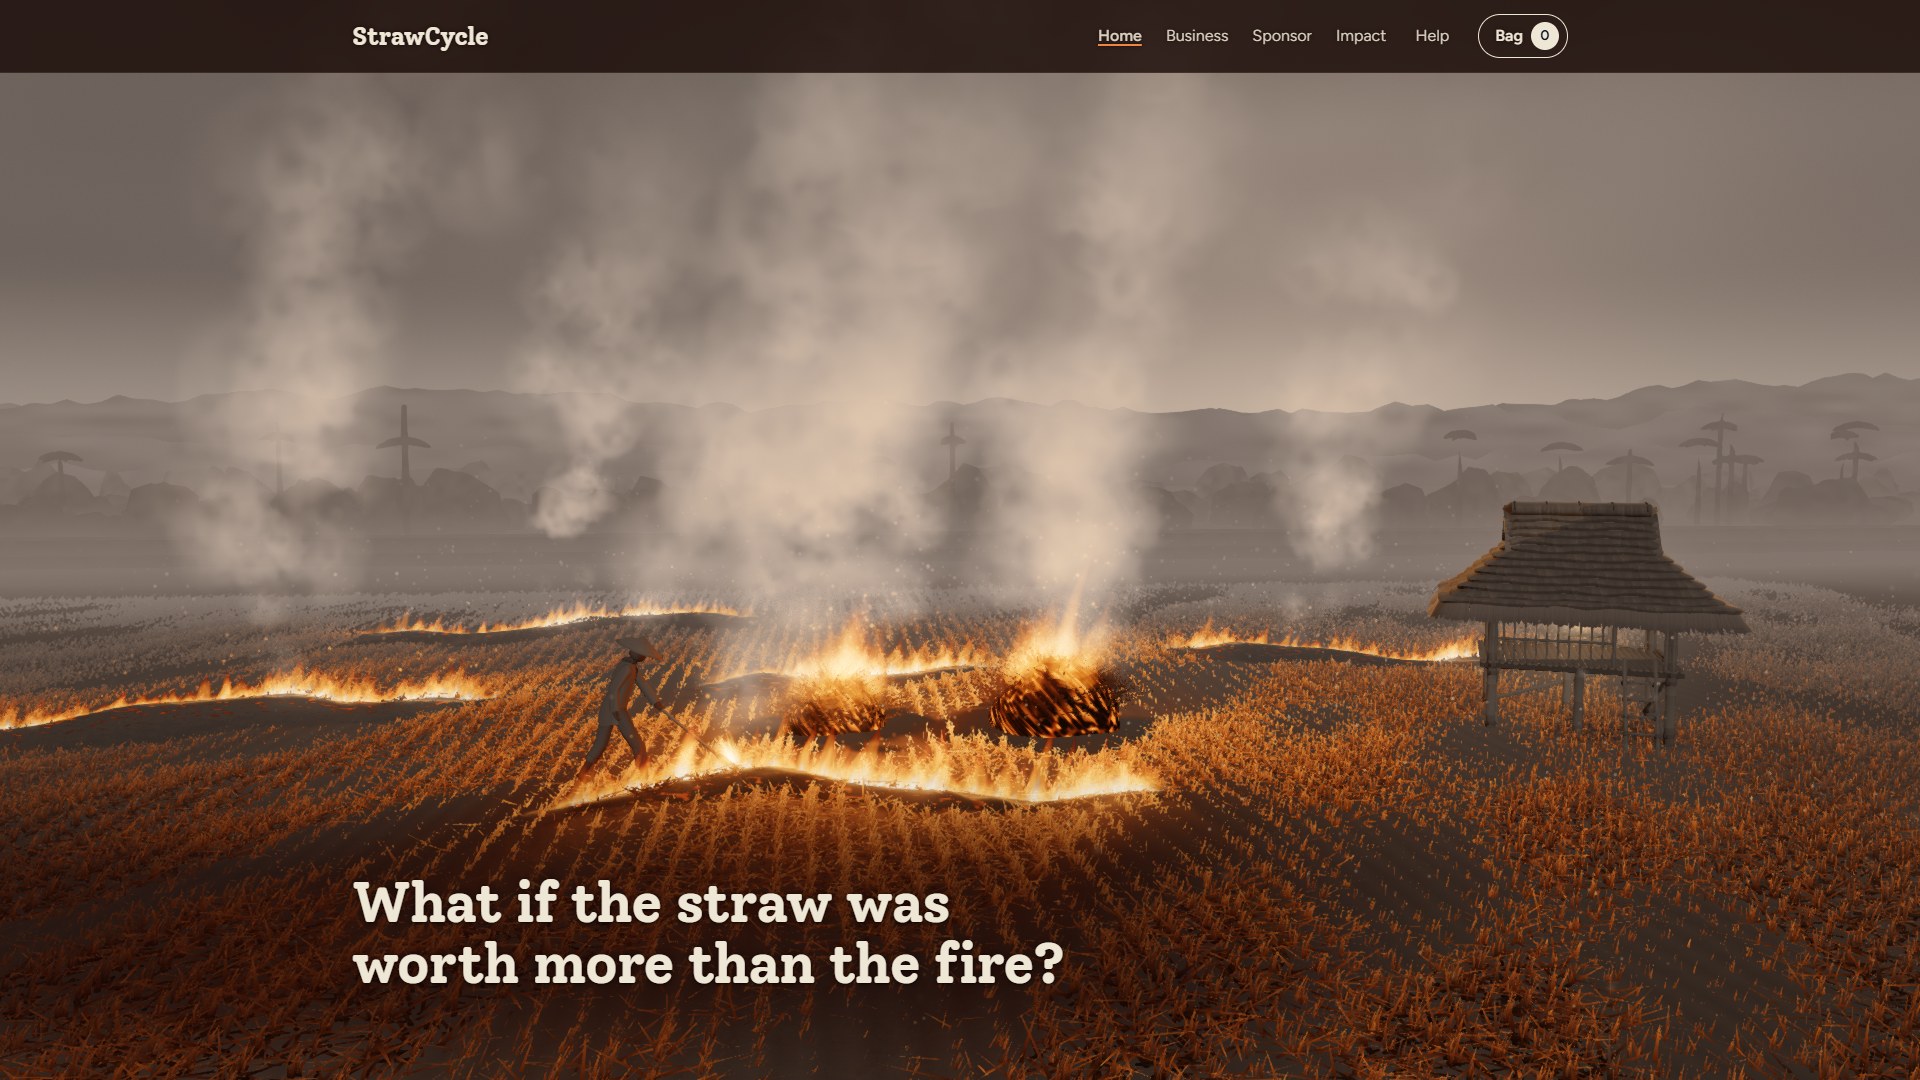 StrawCycle
Home Business Sponsor Impact Help Bag 0
What if the straw was
worth more than the fire?